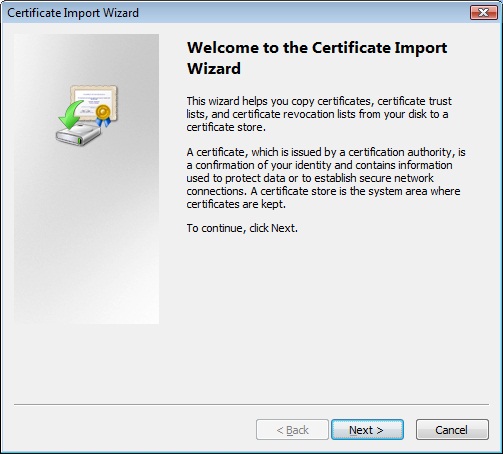 Certificate Import Wizard
Welcome to the Certificate Import
Wizard
This wizard helps you copy certificates, certificate trust
lists, and certificate revocation lists from your disk to a
certificate store.
A certificate, which is issued by a certification authority, is
a confirmation of your identity and contains information
used to protect data or to establish secure network
connections. A certificate store is the system area where
certificates are kept.
To continue, click Next.
< Back Next > Cancel